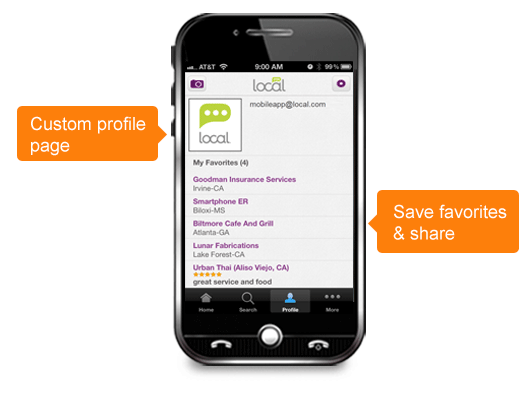 AT&T 9:00 AM 99%
local
mobileapp@local.com
local
Custom profile
page
My Favorites (4)
Goodman Insurance Services
Irvine-CA
Smartphone ER
Biloxi-MS
Biltmore Cafe And Grill
Atlanta-GA
Lunar Fabrications
Lake Forest-CA
Urban Thai (Aliso Viejo, CA)
great service and food
Save favorites
& share
Home Search Profile More